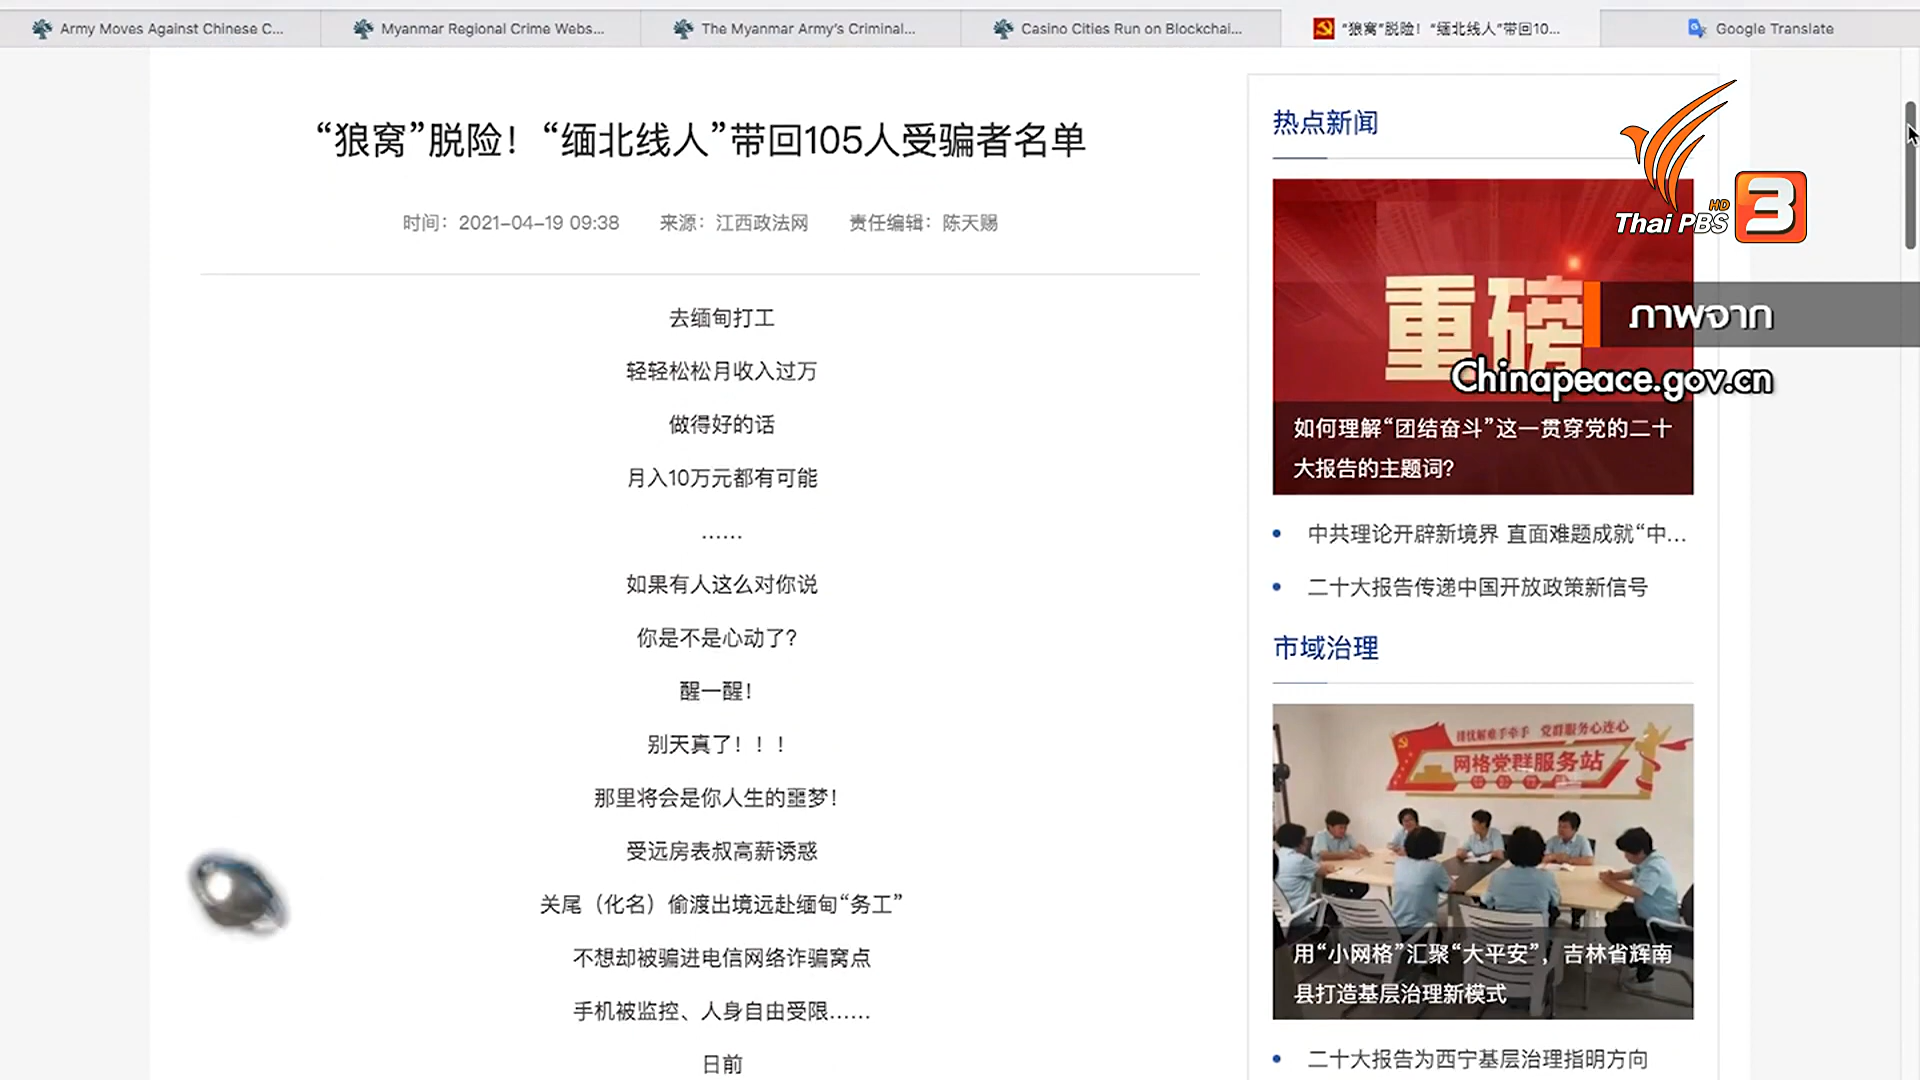 Army Moves Against Chinese C...
Myanmar Regional Crime Webs...
The Myanmar Army's Criminal...
Casino Cities Run on Blockchai...
“狼窝”脱险！“缅北线人”带回10...
Google Translate
“狼窝”脱险！“缅北线人”带回105人受骗者名单
时间：2021-04-19 09:38 来源：江西政法网 责任编辑：陈天赐
去缅甸打工
轻轻松松月收入过万
做得好的话
月入10万元都有可能
……
如果有人这么对你说
你是不是心动了？
醒一醒！
别天真了！！！
那里将会是你人生的噩梦！
受远房表叔高薪诱惑
关尾（化名）偷渡出境远赴缅甸“务工”
不想却被骗进电信网络诈骗窝点
手机被监控、人身自由受限……
日前
热点新闻
Thai PBS HD 3
重磅
ภาพจาก
Chinapeace.gov.cn
如何理解“团结奋斗”这一贯穿党的二十
大报告的主题词？
中共理论开辟新境界 直面难题成就“中...
二十大报告传递中国开放政策新信号
市域治理
排忧解难手牵手 党群服务心连心
网格党群服务站
用“小网格”汇聚“大平安”，吉林省辉南
县打造基层治理新模式
二十大报告为西宁基层治理指明方向